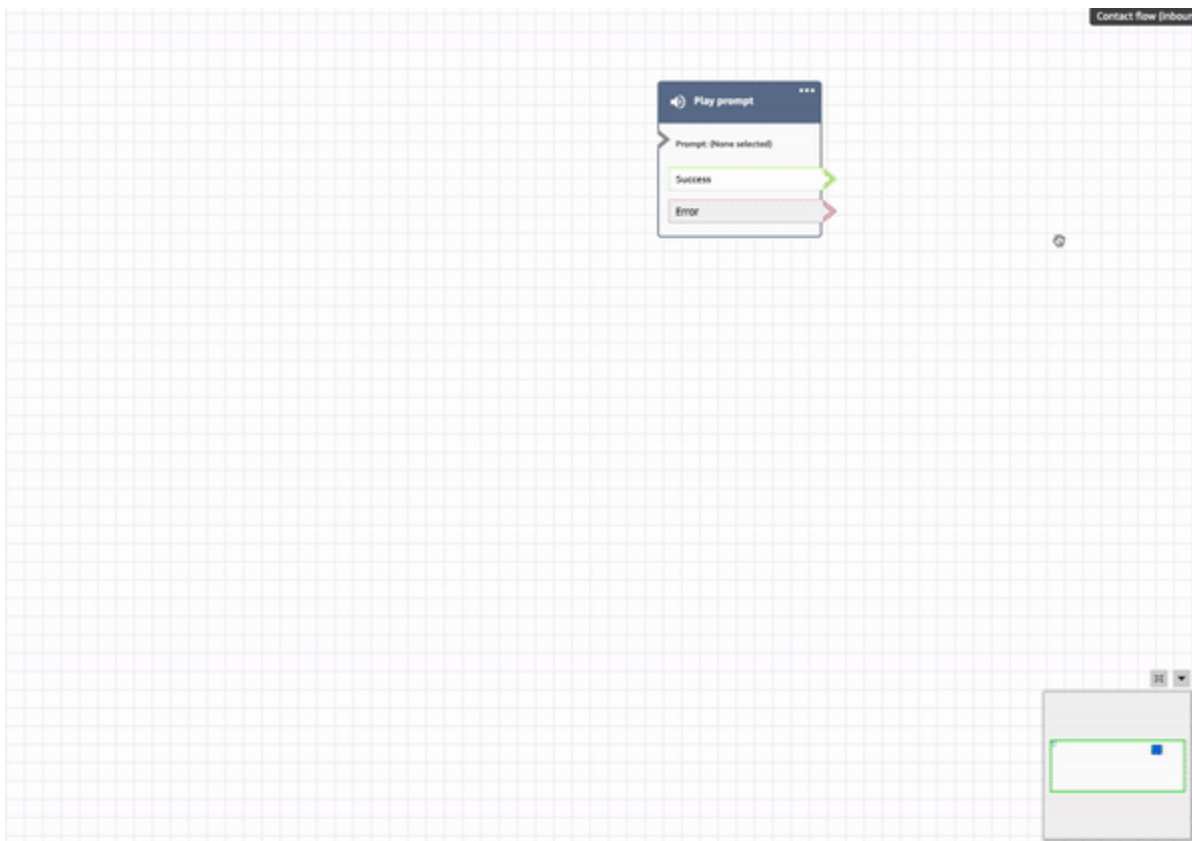 Contact flow (inbour
Play prompt
Prompt: (None selected)
Success
Error